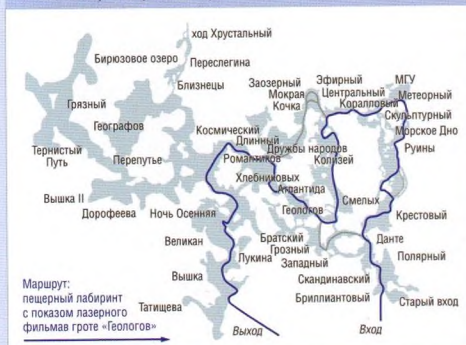 ход Хрустальный
Бирюзовое озеро
Переслегина
Близнецы
Грязный
Географов
Тернистый
Путь
Перепутье
Вышка II
Дорофеева
Ночь Осенняя
Космический
Длинный
Романтиков
Хлебниковых
Заозерный
Мокрая
Кочка
Эфирный
Центральный
Коралловый
МГУ
Метеорный
Скульптурный
Морское Дно
Руины
Дружбы народов
Колизей
Атлантида
Геологов
Смелых
Крестовый
Великан
Вышка
Татищева
Лукина
Братский
Грозный
Западный
Данте
Полярный
Скандинавский
Бриллиантовый
Старый вход
Выход
Вход
Маршрут:
пещерный лабиринт
с показом лазерного
фильмав гроте «Геологов»